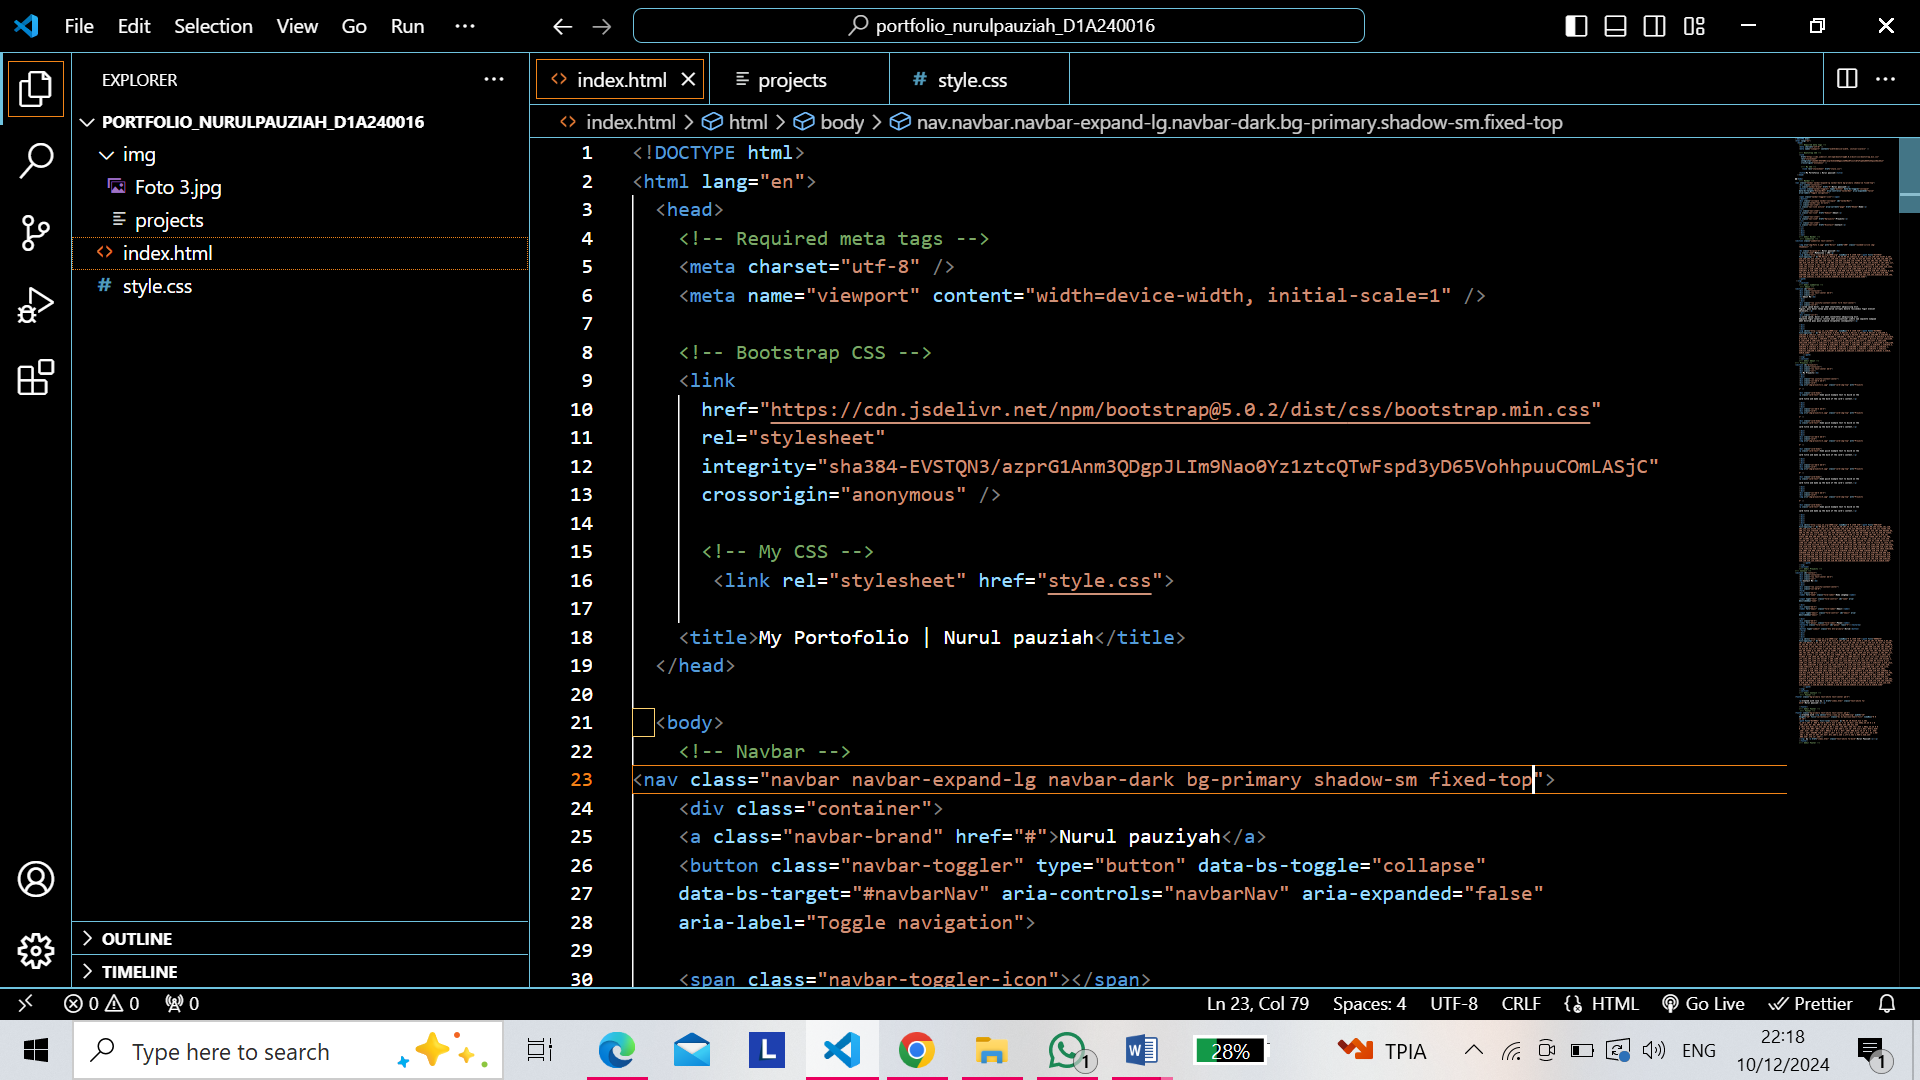 File Edit Selection View Go Run ···
portfolio_nurulpauziah_D1A240016
EXPLORER
PORTFOLIO_NURULPAUZIAH_D1A240016
img
Foto 3.jpg
projects
index.html
style.css
OUTLINE
TIMELINE
index.html projects # style.css
index.html > html > body > nav.navbar.navbar-expand-lg.navbar-dark.bg-primary.shadow-sm.fixed-top
1 <!DOCTYPE html>
2 <html lang="en">
3 <head>
4 <!-- Required meta tags -->
5 <meta charset="utf-8" />
6 <meta name="viewport" content="width=device-width, initial-scale=1" />
7
8 <!-- Bootstrap CSS -->
9 <link
10 href="https://cdn.jsdelivr.net/npm/bootstrap@5.0.2/dist/css/bootstrap.min.css"
11 rel="stylesheet"
12 integrity="sha384-EVSTQN3/azprG1Anm3QDgpJLIm9Nao0Yz1ztcQTwFspd3yD65VohhpuuCOmLASjC"
13 crossorigin="anonymous" />
14
15 <!-- My CSS -->
16 <link rel="stylesheet" href="style.css">
17
18 <title>My Portofolio | Nurul pauziah</title>
19 </head>
20
21 <body>
22 <!-- Navbar -->
23 <nav class="navbar navbar-expand-lg navbar-dark bg-primary shadow-sm fixed-top">
24 <div class="container">
25 <a class="navbar-brand" href="#">Nurul pauziyah</a>
26 <button class="navbar-toggler" type="button" data-bs-toggle="collapse"
27 data-bs-target="#navbarNav" aria-controls="navbarNav" aria-expanded="false"
28 aria-label="Toggle navigation">
29
30 <span class="navbar-toggler-icon"></span>
0 0 0
Ln 23, Col 79 Spaces: 4 UTF-8 CRLF {} HTML Go Live Prettier
Type here to search
L
W
1
28%
TPIA
ENG
22:18
10/12/2024
1